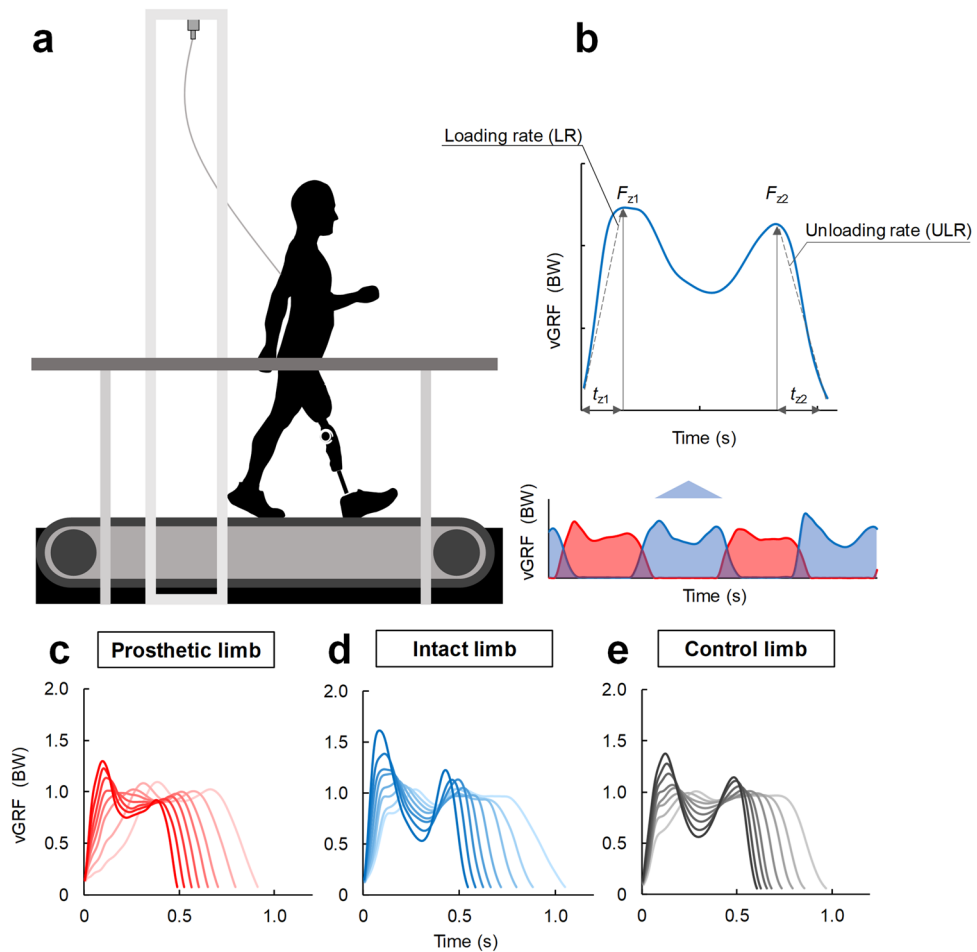 a
b
Loading rate (LR)
Fz1
Fz2
Unloading rate (ULR)
vGRF (BW)
tz1
tz2
Time (s)
vGRF (BW)
Time (s)
c
Prosthetic limb
d
Intact limb
e
Control limb
2.0
1.5
1.0
0.5
0
0
0.5
1.0
vGRF (BW)
2.0
1.5
1.0
0.5
0
0
0.5
1.0
Time (s)
2.0
1.5
1.0
0.5
0
0
0.5
1.0